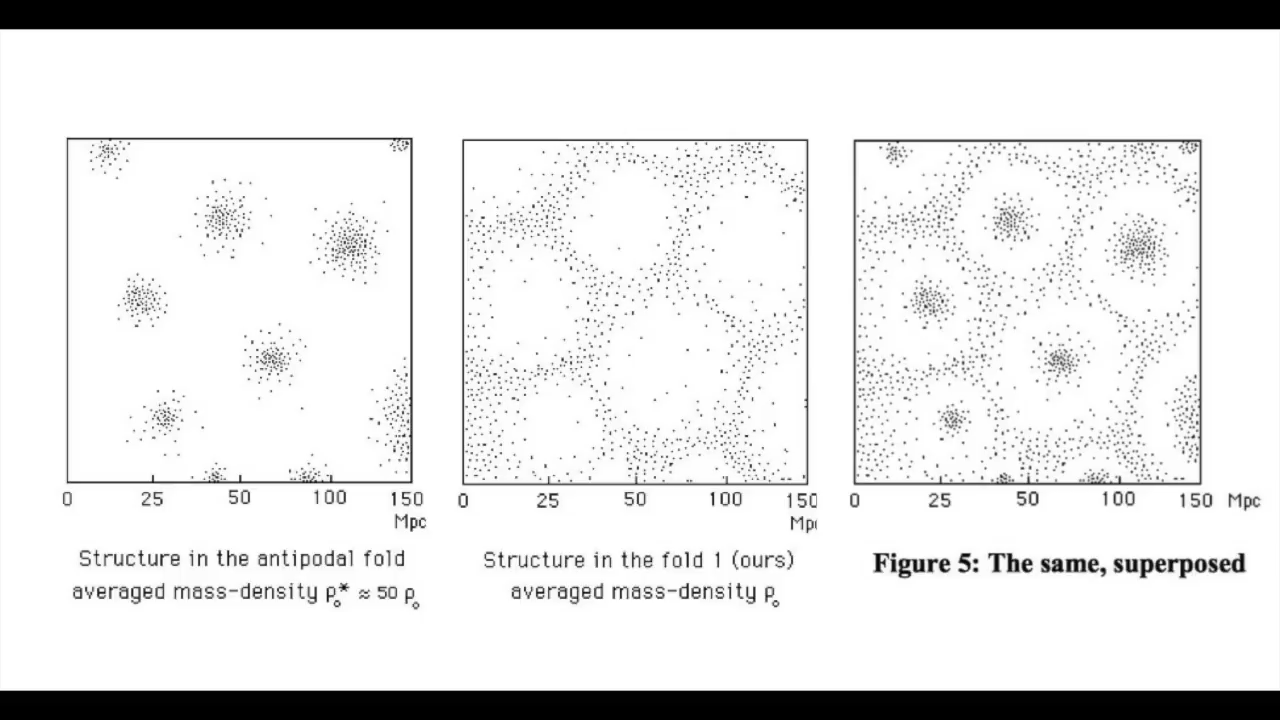 0 25 50 100 150
Mpc
Structure in the antipodal fold
averaged mass-density ρ₀* ≈ 50 ρ₀
0 25 50 100 150
Mpc
Structure in the fold 1 (ours)
averaged mass-density ρ₀
0 25 50 100 150 Mpc
Figure 5: The same, superposed